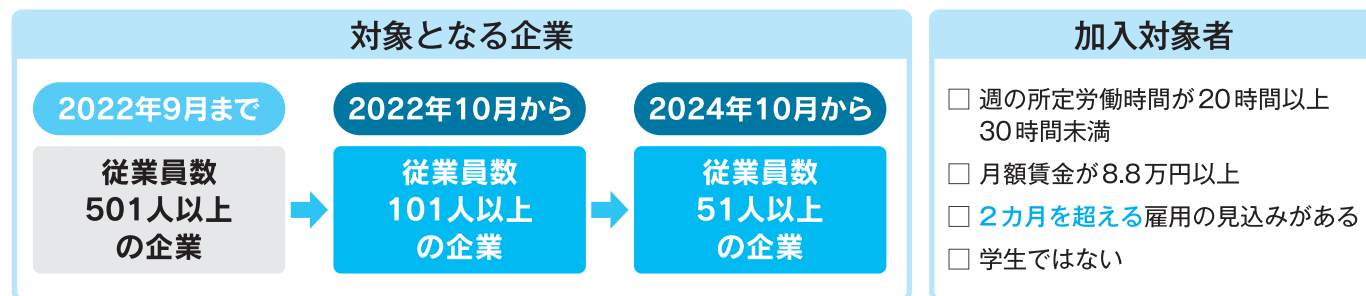 対象となる企業
2022年9月まで
従業員数
501人以上
の企業
2022年10月から
従業員数
101人以上
の企業
2024年10月から
従業員数
51人以上
の企業
加入対象者
□ 週の所定労働時間が20時間以上
30時間未満
□ 月額賃金が8.8万円以上
□ 2カ月を超える雇用の見込みがある
□ 学生ではない